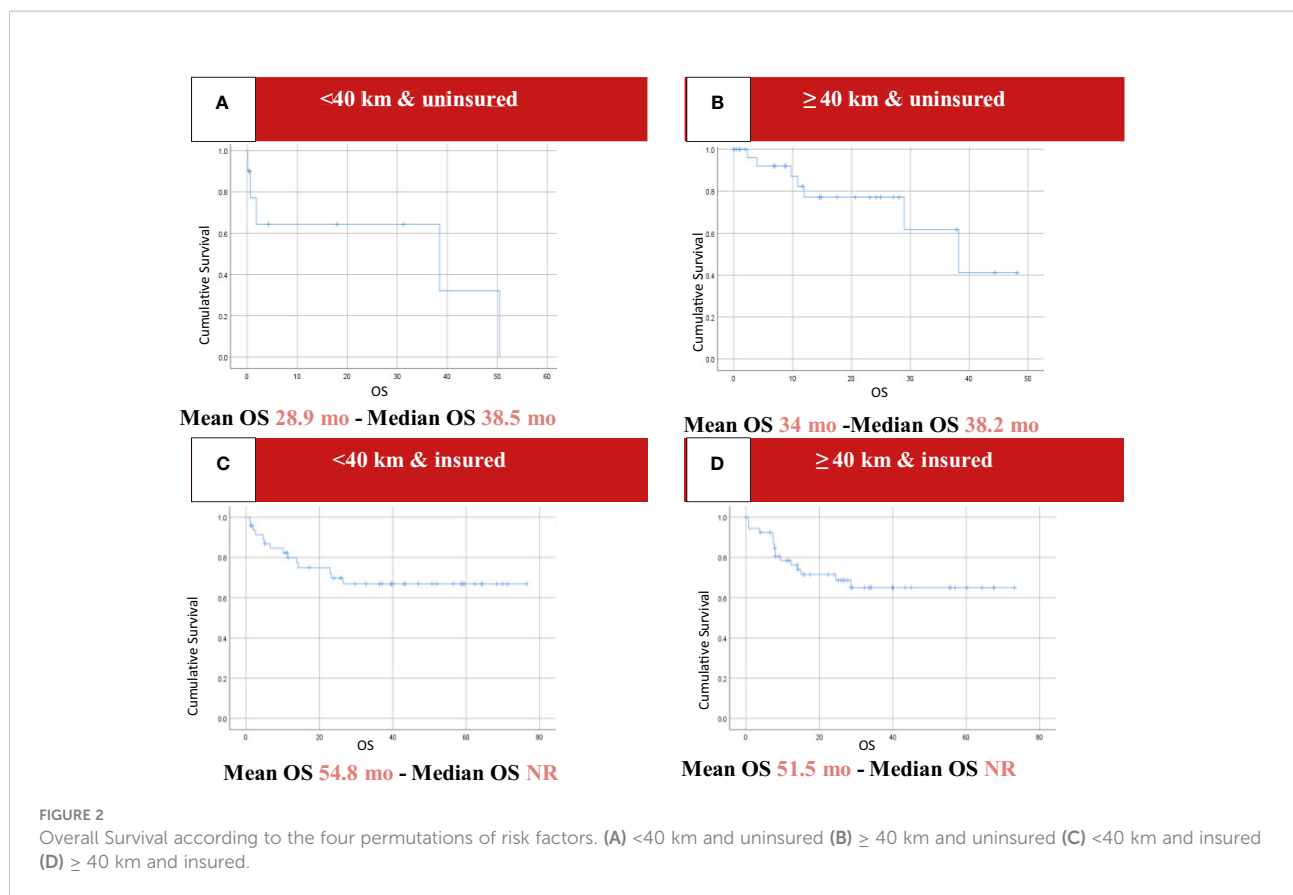 A
<40 km & uninsured
1.0
0.8
0.6
0.4
0.2
0.0
Cumulative Survival
0
10
20
30
40
50
60
OS
Mean OS 28.9 mo - Median OS 38.5 mo
B
≥ 40 km & uninsured
1.0
0.8
0.6
0.4
0.2
0.0
Cumulative Survival
0
10
20
30
40
50
OS
Mean OS 34 mo -Median OS 38.2 mo
C
<40 km & insured
1.0
0.8
0.6
0.4
0.2
0.0
Cumulative Survival
0
20
40
60
80
OS
Mean OS 54.8 mo - Median OS NR
D
≥ 40 km & insured
1.0
0.8
0.6
0.4
0.2
0.0
Cumulative Survival
0
20
40
60
80
OS
Mean OS 51.5 mo - Median OS NR
FIGURE 2
Overall Survival according to the four permutations of risk factors. (A) <40 km and uninsured (B) ≥ 40 km and uninsured (C) <40 km and insured
(D) ≥ 40 km and insured.